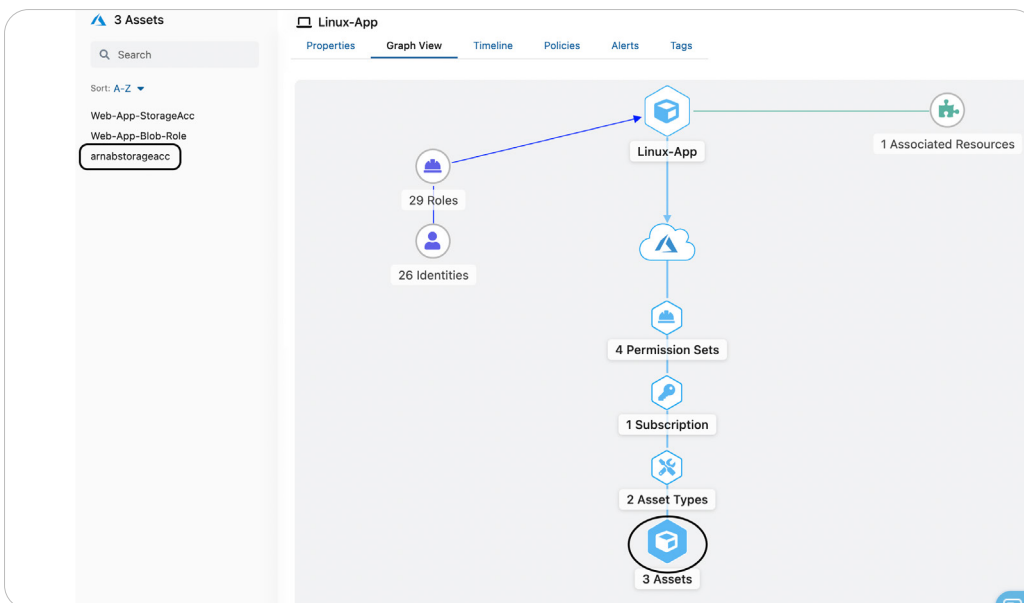 3 Assets
Search
Sort: A-Z
Web-App-StorageAcc
Web-App-Blob-Role
arnabstorageacc
Linux-App
Properties
Graph View
Timeline
Policies
Alerts
Tags
Linux-App
1 Associated Resources
29 Roles
26 Identities
4 Permission Sets
1 Subscription
2 Asset Types
3 Assets